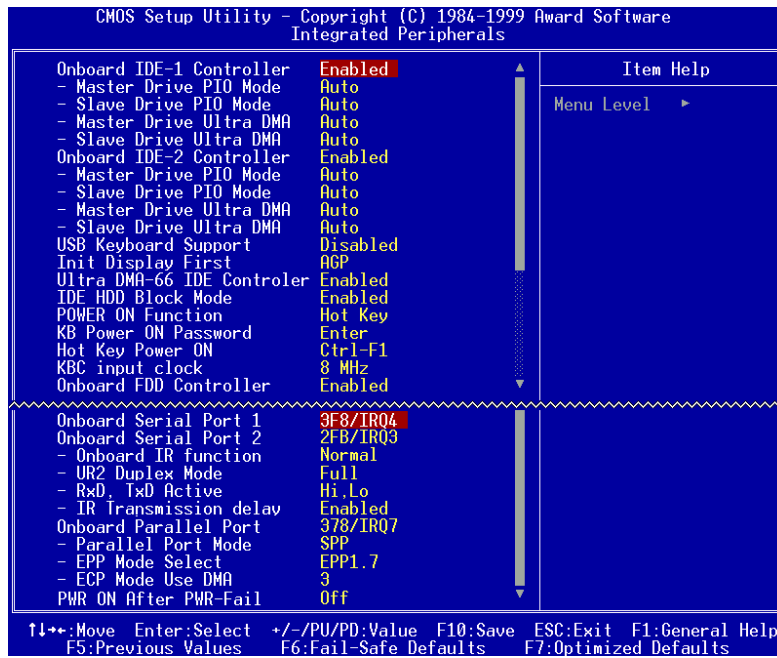 CMOS Setup Utility - Copyright (C) 1984-1999 Award Software
Integrated Peripherals
Onboard IDE-1 Controller Enabled
- Master Drive PIO Mode Auto
- Slave Drive PIO Mode Auto
- Master Drive Ultra DMA Auto
- Slave Drive Ultra DMA Auto
Onboard IDE-2 Controller Enabled
- Master Drive PIO Mode Auto
- Slave Drive PIO Mode Auto
- Master Drive Ultra DMA Auto
- Slave Drive Ultra DMA Auto
USB Keyboard Support Disabled
Init Display First AGP
Ultra DMA-66 IDE Controler Enabled
IDE HDD Block Mode Enabled
POWER ON Function Hot Key
KB Power ON Password Enter
Hot Key Power ON Ctrl-F1
KBC input clock 8 MHz
Onboard FDD Controller Enabled
Onboard Serial Port 1 3F8/IRQ4
Onboard Serial Port 2 2FB/IRQ3
- Onboard IR function Normal
- UR2 Duplex Mode Full
- RxD, TxD Active Hi,Lo
- IR Transmission delay Enabled
Onboard Parallel Port 378/IRQ7
- Parallel Port Mode SPP
- EPP Mode Select EPP1.7
- ECP Mode Use DMA 3
PWR ON After PWR-Fail Off
Item Help
Menu Level ►
↑↓→←:Move Enter:Select +/-/PU/PD:Value F10:Save ESC:Exit F1:General Help
F5:Previous Values F6:Fail-Safe Defaults F7:Optimized Defaults